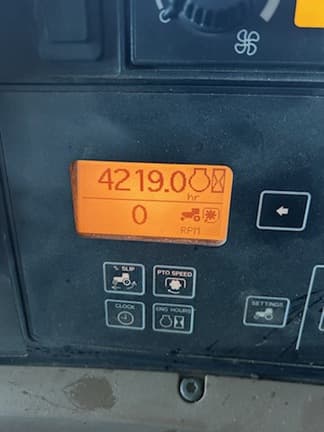 4219.0
hr
0
RPM
% SLIP
PTO SPEED
CLOCK
ENG HOURS
SETTINGS